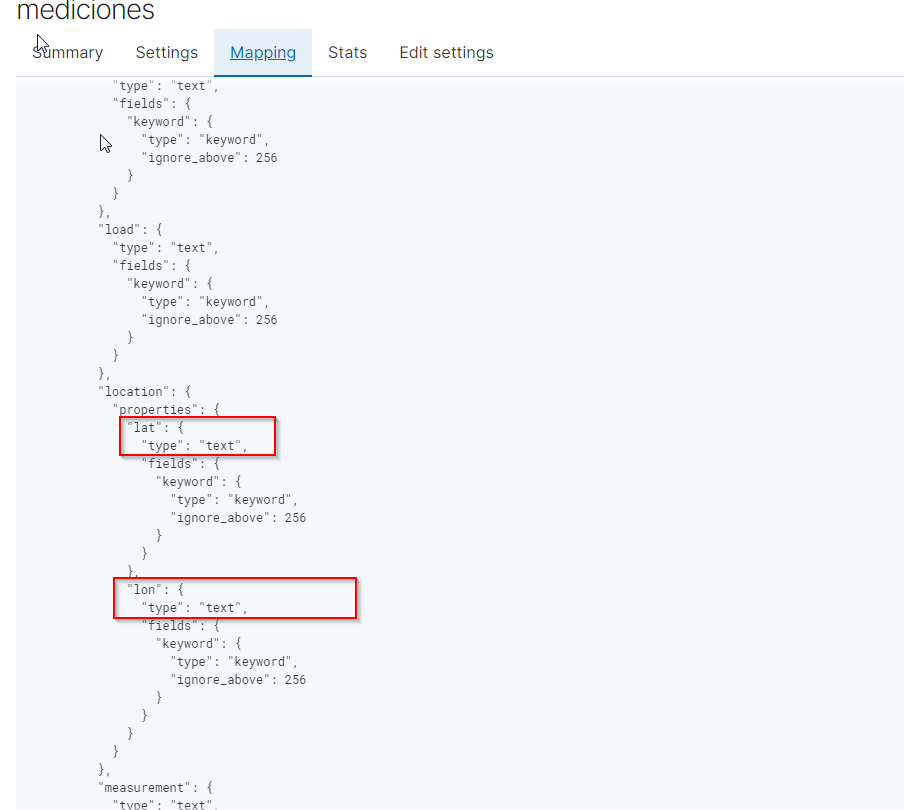 mediciones
Summary Settings Mapping Stats Edit settings
"type": "text",
"fields": {
"keyword": {
"type": "keyword",
"ignore_above": 256
}
}
},
"load": {
"type": "text",
"fields": {
"keyword": {
"type": "keyword",
"ignore_above": 256
}
}
},
"location": {
"properties": {
"lat": {
"type": "text",
"fields": {
"keyword": {
"type": "keyword",
"ignore_above": 256
}
}
},
"lon": {
"type": "text",
"fields": {
"keyword": {
"type": "keyword",
"ignore_above": 256
}
}
}
}
},
"measurement": {
"type": "text",